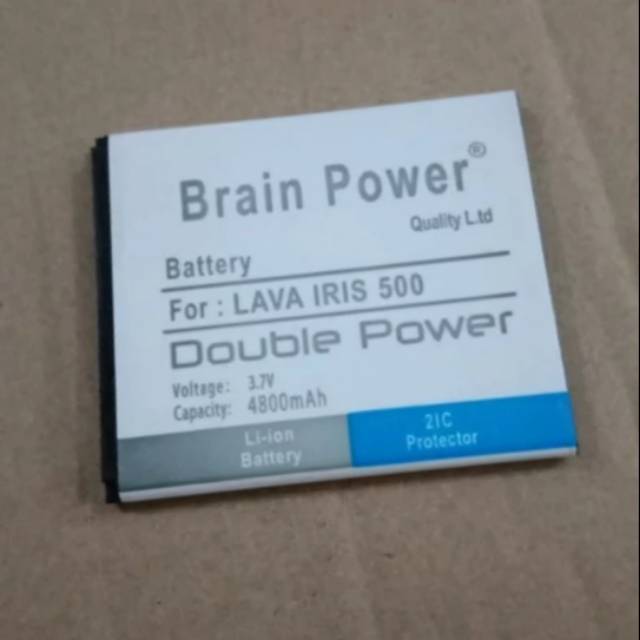 Brain Power®
Quality L.td
Battery
For : LAVA IRIS 500
Double Power
Voltage: 3.7V
Capacity: 4800mAh
Li-ion Battery
2IC Protector